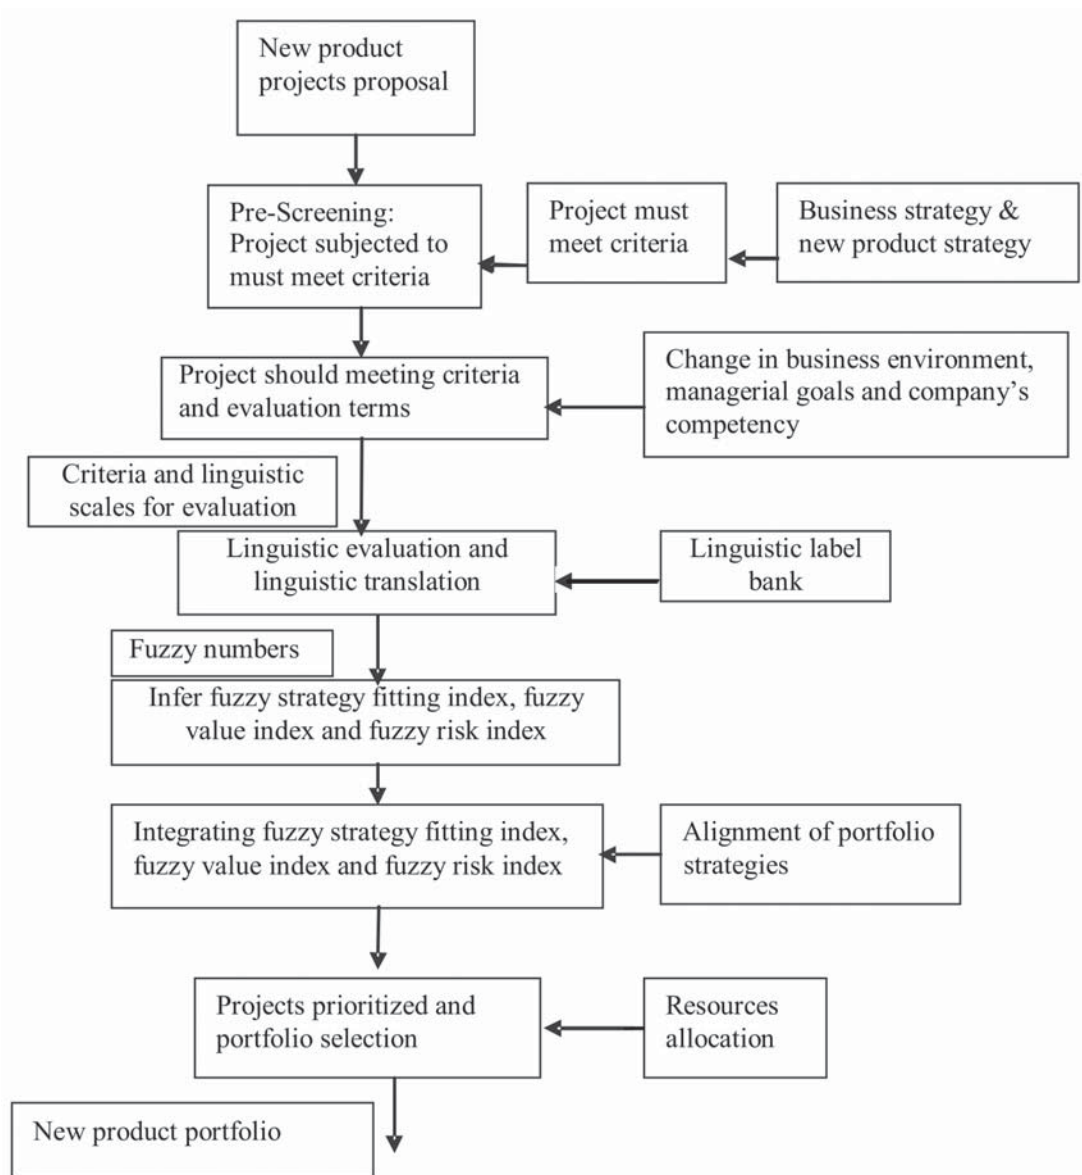 New product
projects proposal
Pre-Screening:
Project subjected to
must meet criteria
Project must
meet criteria
Business strategy &
new product strategy
Project should meeting criteria
and evaluation terms
Change in business environment,
managerial goals and company's
competency
Criteria and linguistic
scales for evaluation
Linguistic evaluation and
linguistic translation
Linguistic label
bank
Fuzzy numbers
Infer fuzzy strategy fitting index, fuzzy
value index and fuzzy risk index
Integrating fuzzy strategy fitting index,
fuzzy value index and fuzzy risk index
Alignment of portfolio
strategies
Projects prioritized and
portfolio selection
Resources
allocation
New product portfolio